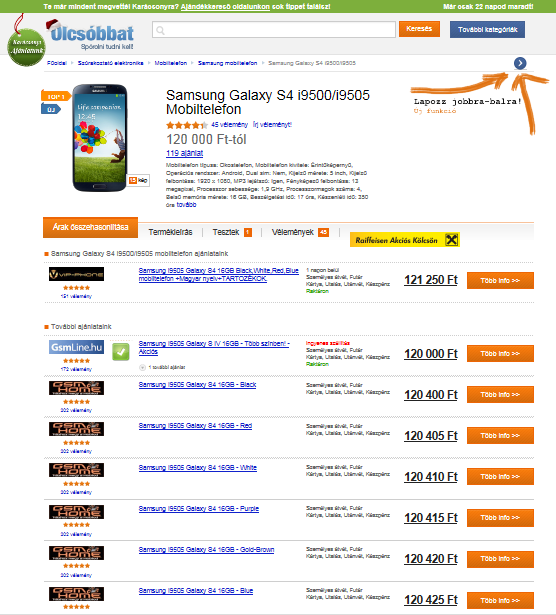 Te már mindent megvettél Karácsonyra? Ajándékkereső oldalunkon sok tippet találsz!
Már csak 22 napod maradt!
Karácsonyi
Ajánlataink
Olcsóbbat
Spórolni tudni kell!
Keresés
További kategóriák
Főoldal > Szórakoztató elektronika > Mobiltelefon > Samsung mobiltelefon > Samsung Galaxy S4 i9500/i9505
Lapozz jobbra-balra!
Új funkció
TOP 1
ÚJ
Life companion
12:45
15 kép
Samsung Galaxy S4 i9500/i9505
Mobiltelefon
45 vélemény Írj véleményt!
120 000 Ft-tól
119 ajánlat
Mobiltelefon típusa: Okostelefon, Mobiltelefon kivitele: Érintőképernyő,
Operációs rendszer: Android, Dual sim: Nem, Kijelző mérete: 5 inch, Kijelző
felbontása: 1920 x 1080, MP3 lejátszó: Igen, Fényképező felbontása: 13
megapixel, Processzor sebessége: 1,9 GHz, Processzormagok száma: 4,
Belső memória mérete: 16 GB, Beszélgetési idő: 17 óra, Készenléti idő: 350
óra tovább
Árak összehasonlítása
Termékleírás
Tesztek 1
Vélemények 45
Raiffeisen Akciós Kölcsön
Samsung Galaxy S4 i9500/i9505 mobiltelefon ajánlataink
VIP-PHONE
151 vélemény
Samsung I9505 Galaxy S4 16GB Black,White,Red,Blue
mobiltelefon +Magyar nyelv+TARTOZÉKOK.
1 napon belül
Személyes átvét, Futár
Kártya, Utalás, Utánvét, Készpénz
Raktáron
121 250 Ft
Több info >>
További ajánlataink
GsmLine.hu
172 vélemény
Samsung I9505 Galaxy S IV 16GB - Több színben! -
Akciós
1 további ajánlat
Ingyenes szállítás
Személyes átvét, Futár
Kártya, Utalás, Utánvét, Készpénz
Raktáron
120 000 Ft
Több info >>
GSM HOME
202 vélemény
Samsung I9505 Galaxy S4 16GB - Black
Személyes átvét, Futár
Kártya, Utalás, Utánvét, Készpénz
120 400 Ft
Több info >>
GSM HOME
202 vélemény
Samsung I9505 Galaxy S4 16GB - Red
Személyes átvét, Futár
Kártya, Utalás, Utánvét, Készpénz
120 405 Ft
Több info >>
GSM HOME
202 vélemény
Samsung I9505 Galaxy S4 16GB - White
Személyes átvét, Futár
Kártya, Utalás, Utánvét, Készpénz
120 410 Ft
Több info >>
GSM HOME
202 vélemény
Samsung I9505 Galaxy S4 16GB - Purple
Személyes átvét, Futár
Kártya, Utalás, Utánvét, Készpénz
120 415 Ft
Több info >>
GSM HOME
202 vélemény
Samsung I9505 Galaxy S4 16GB - Gold-Brown
Személyes átvét, Futár
Kártya, Utalás, Utánvét, Készpénz
120 420 Ft
Több info >>
GSM HOME
Samsung I9505 Galaxy S4 16GB - Blue
Személyes átvét, Futár
Kártya, Utalás, Utánvét, Készpénz
120 425 Ft
Több info >>